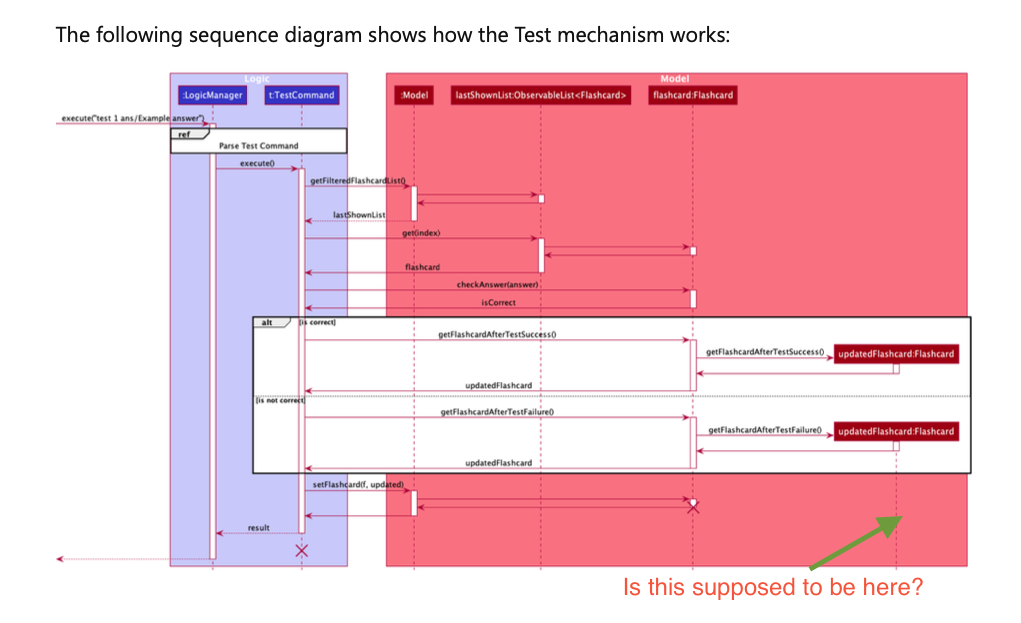 The following sequence diagram shows how the Test mechanism works:
Logic
Model
:LogicManager
t:TestCommand
:Model
lastShownList:ObservableList<Flashcard>
flashcard:Flashcard
execute("test 1 ans/Example answer")
ref
Parse Test Command
execute()
getFilteredFlashcardList()
lastShownList
get(index)
flashcard
checkAnswer(answer)
isCorrect
alt
[is correct]
getFlashcardAfterTestSuccess()
getFlashcardAfterTestSuccess()
updatedFlashcard:Flashcard
updatedFlashcard
[is not correct]
getFlashcardAfterTestFailure()
getFlashcardAfterTestFailure()
updatedFlashcard:Flashcard
updatedFlashcard
setFlashcard(f, updated)
result
Is this supposed to be here?